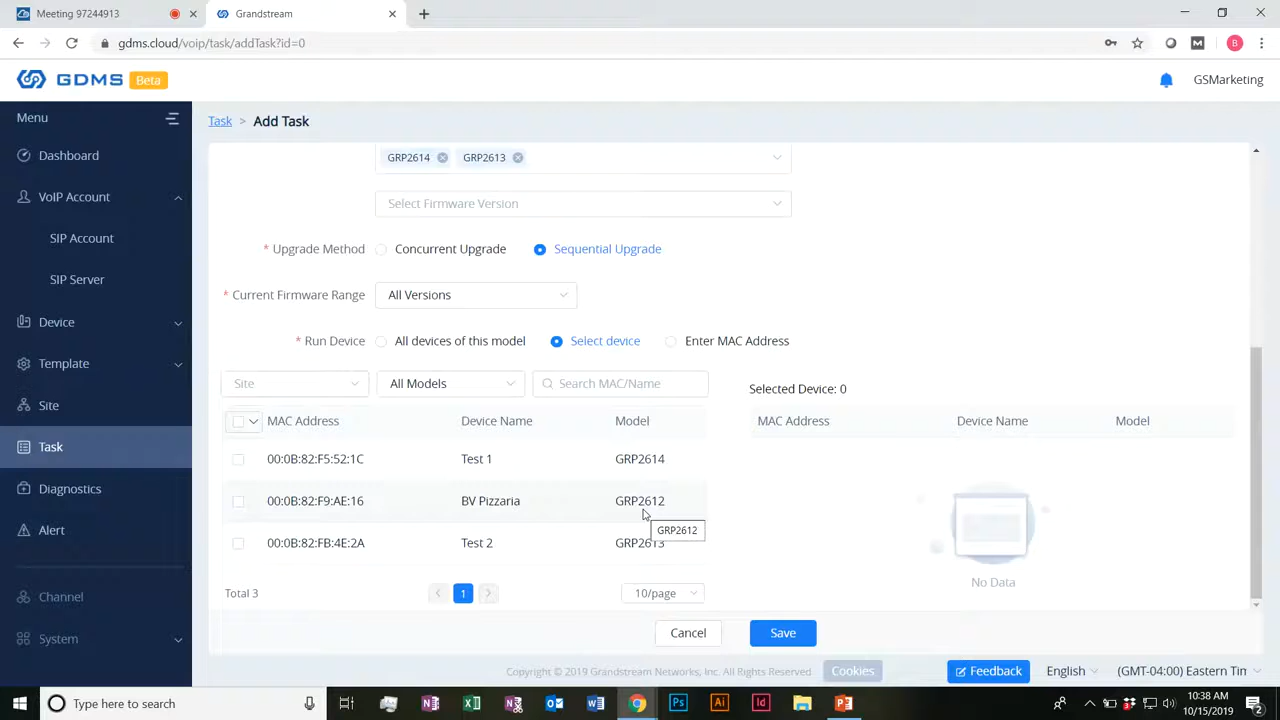 Meeting 97244913
Grandstream
gdms.cloud/voip/task/addTask?id=0
M
B
GDMS Beta
GSMarketing
Menu
Task > Add Task
Dashboard
GRP2614
GRP2613
VoIP Account
Select Firmware Version
SIP Account
* Upgrade Method
Concurrent Upgrade
Sequential Upgrade
SIP Server
* Current Firmware Range
All Versions
Device
* Run Device
All devices of this model
Select device
Enter MAC Address
Template
Site
All Models
Search MAC/Name
Selected Device: 0
Site
MAC Address
Device Name
Model
MAC Address
Device Name
Model
Task
00:0B:82:F5:52:1C
Test 1
GRP2614
Diagnostics
00:0B:82:F9:AE:16
BV Pizzaria
GRP2612
GRP2612
Alert
00:0B:82:FB:4E:2A
Test 2
GRP2613
No Data
Channel
Total 3
1
10/page
System
Cancel
Save
Copyright © 2019 Grandstream Networks, Inc. All Rights Reserved
Cookies
Feedback
English
(GMT-04:00) Eastern Tim
Type here to search
Ps
Ai
Id
10:38 AM
10/15/2019
2